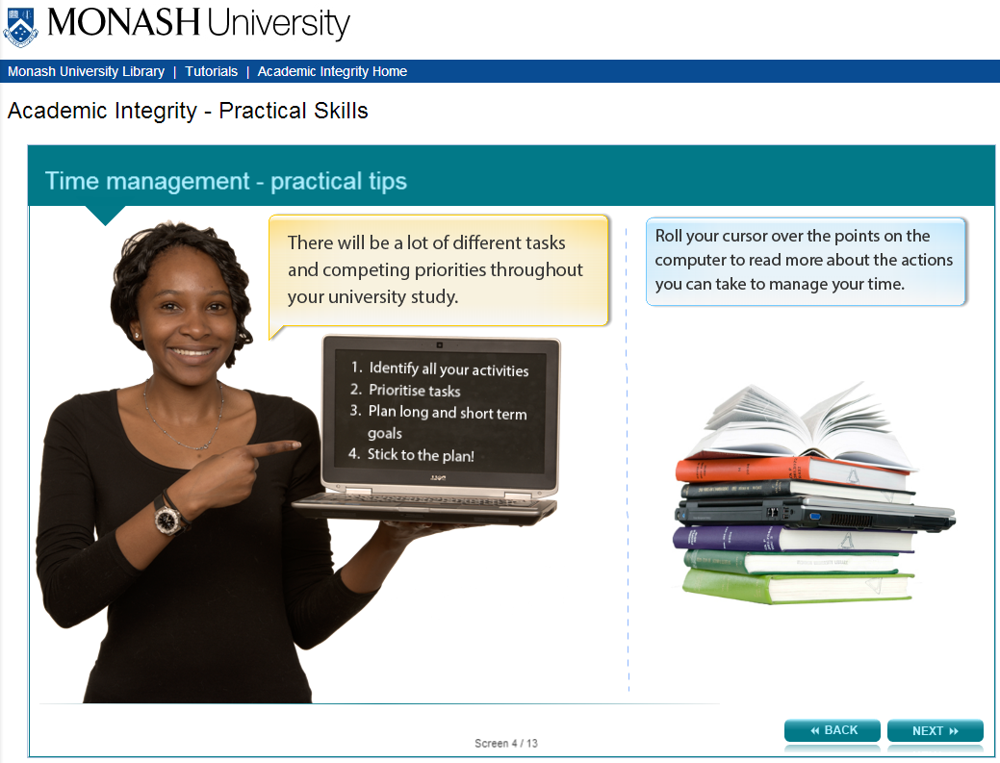 MONASH University
Monash University Library | Tutorials | Academic Integrity Home
Academic Integrity - Practical Skills
Time management - practical tips
There will be a lot of different tasks
and competing priorities throughout
your university study.
Roll your cursor over the points on the
computer to read more about the actions
you can take to manage your time.
1. Identify all your activities
2. Prioritise tasks
3. Plan long and short term
goals
4. Stick to the plan!
BACK
NEXT
Screen 4 / 13